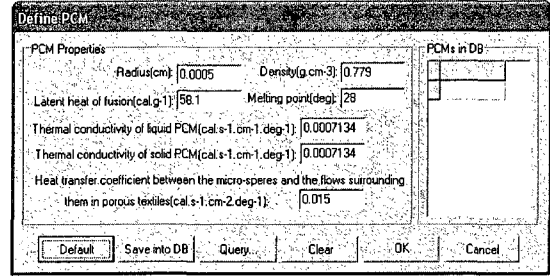 Define PCM
PCM Properties
Radius(cm): 0.0005 Density(g.cm-3): 0.779
Latent heat of fusion(cal.g-1): 58.1 Melting point(deg): 28
Thermal conductivity of liquid PCM(cal.s-1.cm-1.deg-1): 0.0007134
Thermal conductivity of solid PCM(cal.s-1.cm-1.deg-1): 0.0007134
Heat transfer coefficient between the micro-speres and the flows surrounding
them in porous textiles(cal.s-1.cm-2.deg-1): 0.015
PCMs in DB
Default Save into DB Query... Clear OK Cancel